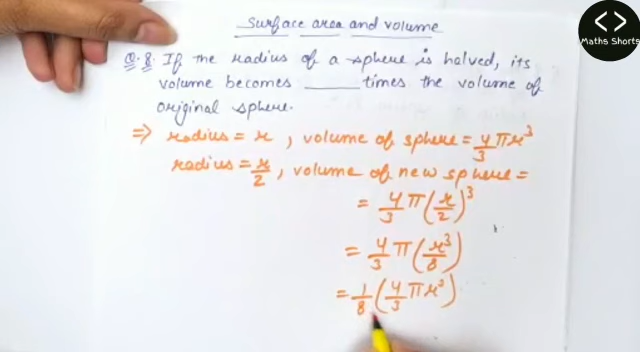 Surface area and volume
Q.8. If the radius of a sphere is halved, its
volume becomes ____ times the volume of
original sphere.
⇒ radius = r, volume of sphere = 4/3 πr³
radius = r/2, volume of new sphere =
= 4/3 π(r/2)³
= 4/3 π(r³/8)
= 1/8 (4/3 πr³)
<>
Maths Shorts